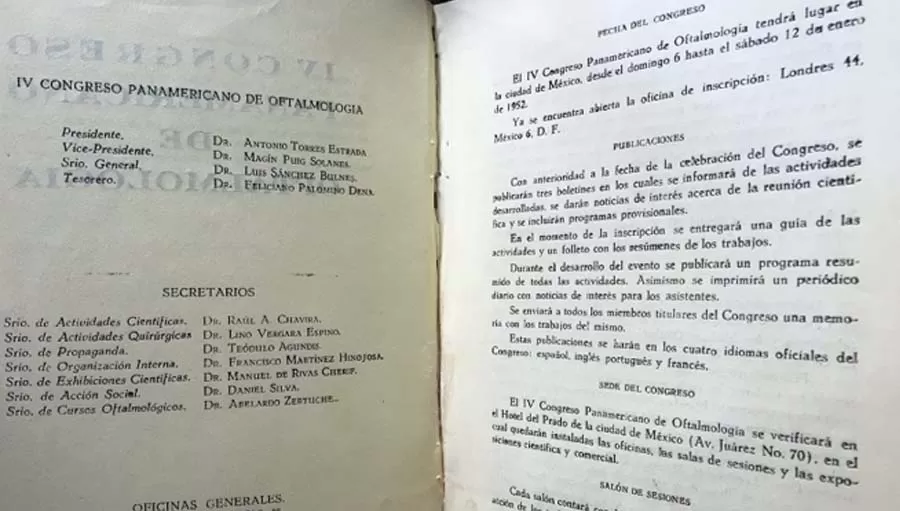 IV CONGRESO PANAMERICANO DE OFTALMOLOGIA
Presidente, DR. ANTONIO TORRES ESTRADA
Vice-Presidente, DR. MAGÍN PUIG SOLANES.
Srio. General, DR. LUIS SÁNCHEZ BULNES.
Tesorero. DR. FELICIANO PALOMINO DENA.
SECRETARIOS
Srio. de Actividades Científicas. DR. RAÚL A. CHAVIRA.
Srio. de Actividades Quirúrgicas DR. LINO VERGARA ESPINO.
Srio. de Propaganda. DR. TEÓDULO AGUNDIS.
Srio. de Organización Interna. DR. FRANCISCO MARTÍNEZ HINOJOSA.
Srio. de Exhibiciones Científicas. DR. MANUEL DE RIVAS CHERIF.
Srio. de Acción Social. DR. DANIEL SILVA.
Srio. de Cursos Oftalmológicos. DR. ABELARDO ZERTUCHE.
OFICINAS GENERALES.
FECHA DEL CONGRESO
El IV Congreso Panamericano de Oftalmología tendrá lugar en
la ciudad de México, desde el domingo 6 hasta el sábado 12 de enero
de 1952.
Ya se encuentra abierta la oficina de inscripción: Londres 44,
México 6, D. F.
PUBLICACIONES
Con anterioridad a la fecha de la celebración del Congreso, se
publicarán tres boletines en los cuales se informará de las actividades
desarrolladas, se darán noticias de interés acerca de la reunión cientí-
fica y se incluirán programas provisionales.
En el momento de la inscripción se entregará una guía de las
actividades y un folleto con los resúmenes de los trabajos.
Durante el desarrollo del evento se publicará un programa resu-
mido de todas las actividades. Asimismo se imprimirá un periódico
diario con noticias de interés para los asistentes.
Se enviará a todos los miembros titulares del Congreso una memo-
ria con los trabajos del mismo.
Estas publicaciones se harán en los cuatro idiomas oficiales del
Congreso: español, inglés portugués y francés.
SEDE DEL CONGRESO
El IV Congreso Panamericano de Oftalmología se verificará en
el Hotel del Prado de la ciudad de México (Av. Juárez No. 70), en el
cual quedarán instaladas las oficinas, las salas de sesiones y las expo-
siciones científica y comercial.
SALÓN DE SESIONES
Cada salón contará con